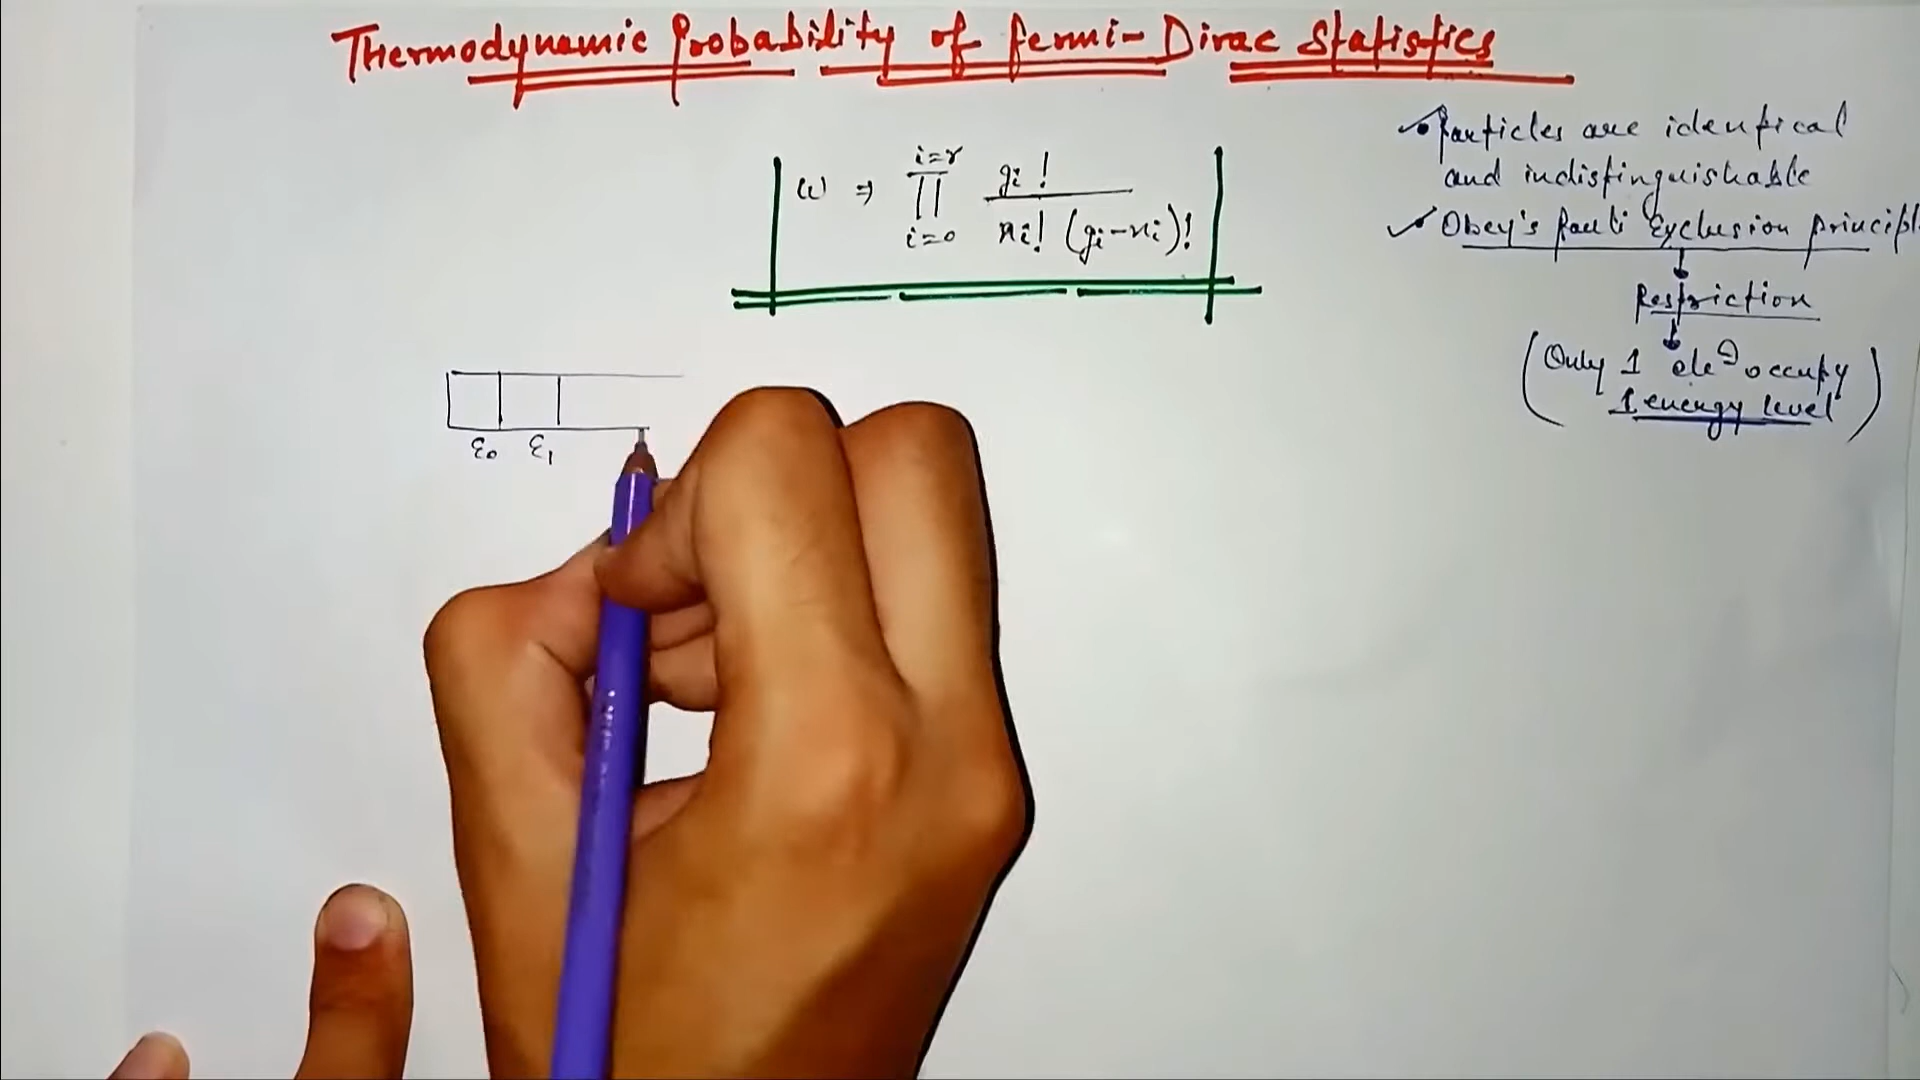 Thermodynamic Probability of Fermi-Dirac Statistics
ω ⇒ ∏ i=0 i=r gi! / ni! (gi-ni)!
Particles are identical
and indistinguishable
Obey's Pauli Exclusion principl
Restriction
(Only 1 eleⁿ occupy
1 energy level)
ε₀ ε₁